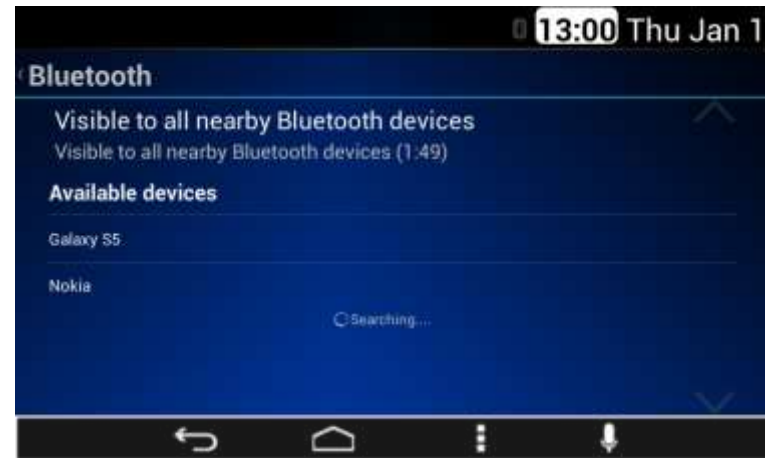 13:00 Thu Jan 1
Bluetooth
Visible to all nearby Bluetooth devices
Visible to all nearby Bluetooth devices (1:49)
Available devices
Galaxy S5
Nokia
Searching....